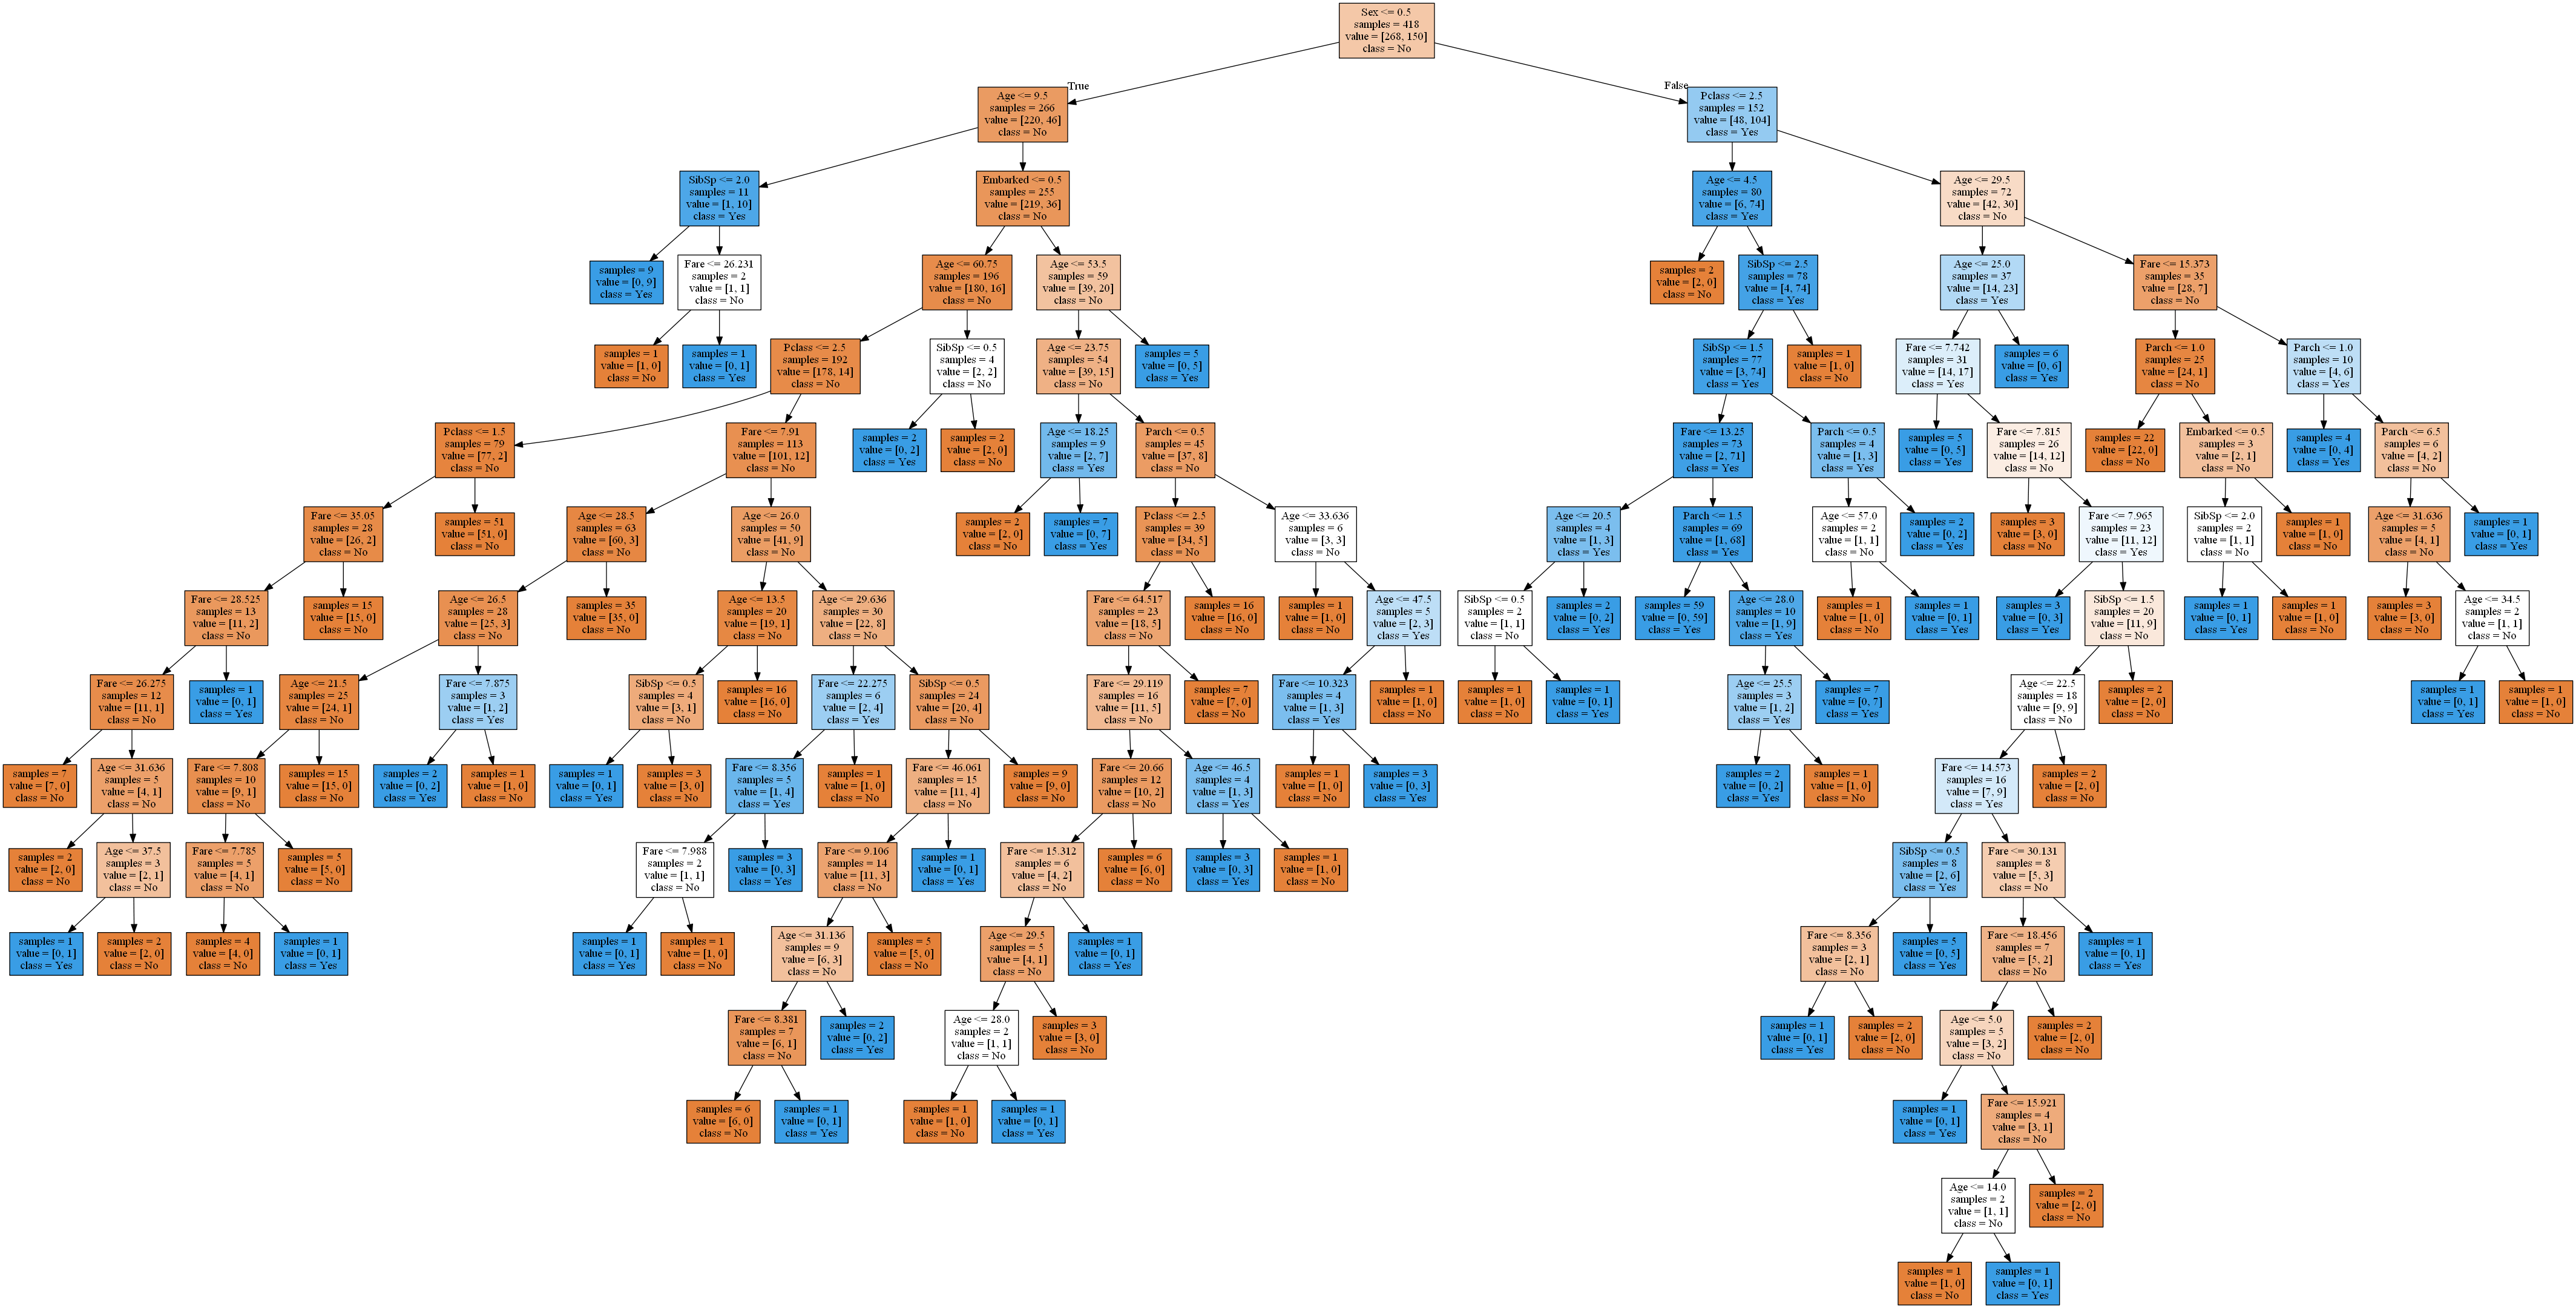 Sex <= 0.5
samples = 418
value = [268, 150]
class = No
True
False
Age <= 9.5
samples = 266
value = [220, 46]
class = No
Pclass <= 2.5
samples = 152
value = [48, 104]
class = Yes
SibSp <= 2.0
samples = 11
value = [1, 10]
class = Yes
Embarked <= 0.5
samples = 255
value = [219, 36]
class = No
Age <= 4.5
samples = 80
value = [6, 74]
class = Yes
Age <= 29.5
samples = 72
value = [42, 30]
class = No
samples = 9
value = [0, 9]
class = Yes
Fare <= 26.231
samples = 2
value = [1, 1]
class = No
Age <= 60.75
samples = 196
value = [180, 16]
class = No
Age <= 53.5
samples = 59
value = [39, 20]
class = No
samples = 2
value = [2, 0]
class = No
SibSp <= 2.5
samples = 78
value = [4, 74]
class = Yes
Age <= 25.0
samples = 37
value = [14, 23]
class = Yes
Fare <= 15.373
samples = 35
value = [28, 7]
class = No
samples = 1
value = [1, 0]
class = No
samples = 1
value = [0, 1]
class = Yes
Pclass <= 2.5
samples = 192
value = [178, 14]
class = No
SibSp <= 0.5
samples = 4
value = [2, 2]
class = No
Age <= 23.75
samples = 54
value = [39, 15]
class = No
samples = 5
value = [0, 5]
class = Yes
SibSp <= 1.5
samples = 77
value = [3, 74]
class = Yes
samples = 1
value = [1, 0]
class = No
Fare <= 7.742
samples = 31
value = [14, 17]
class = Yes
samples = 6
value = [0, 6]
class = Yes
Parch <= 1.0
samples = 25
value = [24, 1]
class = No
Parch <= 1.0
samples = 10
value = [4, 6]
class = Yes
Pclass <= 1.5
samples = 79
value = [77, 2]
class = No
Fare <= 7.91
samples = 113
value = [101, 12]
class = No
samples = 2
value = [0, 2]
class = Yes
samples = 2
value = [2, 0]
class = No
Age <= 18.25
samples = 9
value = [2, 7]
class = Yes
Parch <= 0.5
samples = 45
value = [37, 8]
class = No
Fare <= 13.25
samples = 73
value = [2, 71]
class = Yes
Parch <= 0.5
samples = 4
value = [1, 3]
class = Yes
samples = 5
value = [0, 5]
class = Yes
Fare <= 7.815
samples = 26
value = [14, 12]
class = No
samples = 22
value = [22, 0]
class = No
Embarked <= 0.5
samples = 3
value = [2, 1]
class = No
samples = 4
value = [0, 4]
class = Yes
Parch <= 6.5
samples = 6
value = [4, 2]
class = No
Fare <= 35.05
samples = 28
value = [26, 2]
class = No
samples = 51
value = [51, 0]
class = No
Age <= 28.5
samples = 63
value = [60, 3]
class = No
Age <= 26.0
samples = 50
value = [41, 9]
class = No
samples = 2
value = [2, 0]
class = No
samples = 7
value = [0, 7]
class = Yes
Pclass <= 2.5
samples = 39
value = [34, 5]
class = No
Age <= 33.636
samples = 6
value = [3, 3]
class = No
Age <= 20.5
samples = 4
value = [1, 3]
class = Yes
Parch <= 1.5
samples = 69
value = [1, 68]
class = Yes
Age <= 57.0
samples = 2
value = [1, 1]
class = No
samples = 2
value = [0, 2]
class = Yes
samples = 3
value = [3, 0]
class = No
Fare <= 7.965
samples = 23
value = [11, 12]
class = Yes
SibSp <= 2.0
samples = 2
value = [1, 1]
class = No
samples = 1
value = [1, 0]
class = No
Age <= 31.636
samples = 5
value = [4, 1]
class = No
samples = 1
value = [0, 1]
class = Yes
Fare <= 28.525
samples = 13
value = [11, 2]
class = No
samples = 15
value = [15, 0]
class = No
Age <= 26.5
samples = 28
value = [25, 3]
class = No
samples = 35
value = [35, 0]
class = No
Age <= 13.5
samples = 20
value = [19, 1]
class = No
Age <= 29.636
samples = 30
value = [22, 8]
class = No
Fare <= 64.517
samples = 23
value = [18, 5]
class = No
samples = 16
value = [16, 0]
class = No
samples = 1
value = [1, 0]
class = No
Age <= 47.5
samples = 5
value = [2, 3]
class = Yes
SibSp <= 0.5
samples = 2
value = [1, 1]
class = No
samples = 2
value = [0, 2]
class = Yes
samples = 59
value = [0, 59]
class = Yes
Age <= 28.0
samples = 10
value = [1, 9]
class = Yes
samples = 1
value = [1, 0]
class = No
samples = 1
value = [0, 1]
class = Yes
samples = 3
value = [0, 3]
class = Yes
SibSp <= 1.5
samples = 20
value = [11, 9]
class = No
samples = 1
value = [0, 1]
class = Yes
samples = 1
value = [1, 0]
class = No
samples = 3
value = [3, 0]
class = No
Age <= 34.5
samples = 2
value = [1, 1]
class = No
Fare <= 26.275
samples = 12
value = [11, 1]
class = No
samples = 1
value = [0, 1]
class = Yes
Age <= 21.5
samples = 25
value = [24, 1]
class = No
Fare <= 7.875
samples = 3
value = [1, 2]
class = Yes
SibSp <= 0.5
samples = 4
value = [3, 1]
class = No
samples = 16
value = [16, 0]
class = No
Fare <= 22.275
samples = 6
value = [2, 4]
class = Yes
SibSp <= 0.5
samples = 24
value = [20, 4]
class = No
Fare <= 29.119
samples = 16
value = [11, 5]
class = No
samples = 7
value = [7, 0]
class = No
Fare <= 10.323
samples = 4
value = [1, 3]
class = Yes
samples = 1
value = [1, 0]
class = No
samples = 1
value = [1, 0]
class = No
samples = 1
value = [0, 1]
class = Yes
Age <= 25.5
samples = 3
value = [1, 2]
class = Yes
samples = 7
value = [0, 7]
class = Yes
Age <= 22.5
samples = 18
value = [9, 9]
class = No
samples = 2
value = [2, 0]
class = No
samples = 1
value = [0, 1]
class = Yes
samples = 1
value = [1, 0]
class = No
samples = 7
value = [7, 0]
class = No
Age <= 31.636
samples = 5
value = [4, 1]
class = No
Fare <= 7.808
samples = 10
value = [9, 1]
class = No
samples = 15
value = [15, 0]
class = No
samples = 2
value = [0, 2]
class = Yes
samples = 1
value = [1, 0]
class = No
samples = 1
value = [0, 1]
class = Yes
samples = 3
value = [3, 0]
class = No
Fare <= 8.356
samples = 5
value = [1, 4]
class = Yes
samples = 1
value = [1, 0]
class = No
Fare <= 46.061
samples = 15
value = [11, 4]
class = No
samples = 9
value = [9, 0]
class = No
Fare <= 20.66
samples = 12
value = [10, 2]
class = No
Age <= 46.5
samples = 4
value = [1, 3]
class = Yes
samples = 1
value = [1, 0]
class = No
samples = 3
value = [0, 3]
class = Yes
samples = 2
value = [0, 2]
class = Yes
samples = 1
value = [1, 0]
class = No
Fare <= 14.573
samples = 16
value = [7, 9]
class = Yes
samples = 2
value = [2, 0]
class = No
samples = 2
value = [2, 0]
class = No
Age <= 37.5
samples = 3
value = [2, 1]
class = No
Fare <= 7.785
samples = 5
value = [4, 1]
class = No
samples = 5
value = [5, 0]
class = No
Fare <= 7.988
samples = 2
value = [1, 1]
class = No
samples = 3
value = [0, 3]
class = Yes
Fare <= 9.106
samples = 14
value = [11, 3]
class = No
samples = 1
value = [0, 1]
class = Yes
Fare <= 15.312
samples = 6
value = [4, 2]
class = No
samples = 6
value = [6, 0]
class = No
samples = 3
value = [0, 3]
class = Yes
samples = 1
value = [1, 0]
class = No
SibSp <= 0.5
samples = 8
value = [2, 6]
class = Yes
Fare <= 30.131
samples = 8
value = [5, 3]
class = No
samples = 1
value = [0, 1]
class = Yes
samples = 2
value = [2, 0]
class = No
samples = 4
value = [4, 0]
class = No
samples = 1
value = [0, 1]
class = Yes
samples = 1
value = [0, 1]
class = Yes
samples = 1
value = [1, 0]
class = No
Age <= 31.136
samples = 9
value = [6, 3]
class = No
samples = 5
value = [5, 0]
class = No
Age <= 29.5
samples = 5
value = [4, 1]
class = No
samples = 1
value = [0, 1]
class = Yes
Fare <= 8.356
samples = 3
value = [2, 1]
class = No
samples = 5
value = [0, 5]
class = Yes
Fare <= 18.456
samples = 7
value = [5, 2]
class = No
samples = 1
value = [0, 1]
class = Yes
Fare <= 8.381
samples = 7
value = [6, 1]
class = No
samples = 2
value = [0, 2]
class = Yes
Age <= 28.0
samples = 2
value = [1, 1]
class = No
samples = 3
value = [3, 0]
class = No
samples = 1
value = [0, 1]
class = Yes
samples = 2
value = [2, 0]
class = No
Age <= 5.0
samples = 5
value = [3, 2]
class = No
samples = 2
value = [2, 0]
class = No
samples = 6
value = [6, 0]
class = No
samples = 1
value = [0, 1]
class = Yes
samples = 1
value = [1, 0]
class = No
samples = 1
value = [0, 1]
class = Yes
samples = 1
value = [0, 1]
class = Yes
Fare <= 15.921
samples = 4
value = [3, 1]
class = No
Age <= 14.0
samples = 2
value = [1, 1]
class = No
samples = 2
value = [2, 0]
class = No
samples = 1
value = [1, 0]
class = No
samples = 1
value = [0, 1]
class = Yes